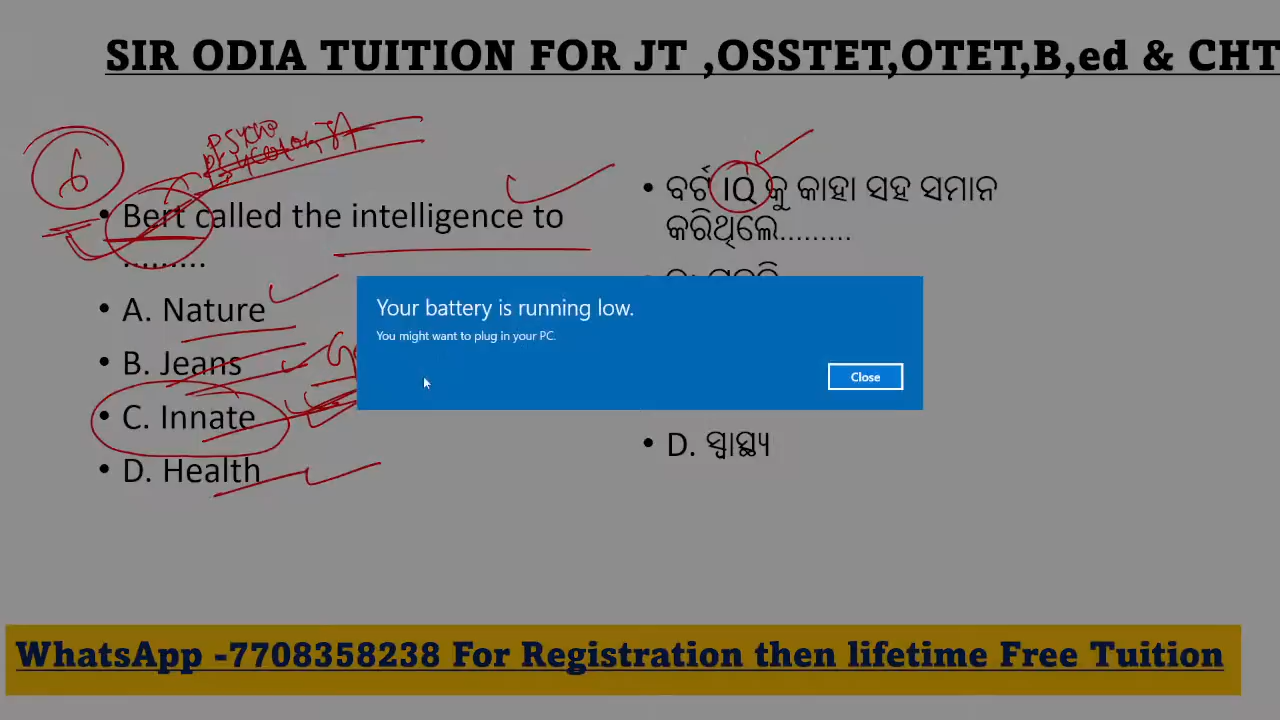 SIR ODIA TUITION FOR JT ,OSSTET,OTET,B,ed & CHT
6
psycho
• Bert called the intelligence to
.........
• A. Nature
• B. Jeans
• C. Innate
• D. Health
• ବର୍ଟ IQ କୁ କାହା ସହ ସମାନ
କରିଥିଲେ.........
Your battery is running low.
You might want to plug in your PC.
Close
• D. ସ୍ୱାସ୍ଥ୍ୟ
WhatsApp -7708358238 For Registration then lifetime Free Tuition